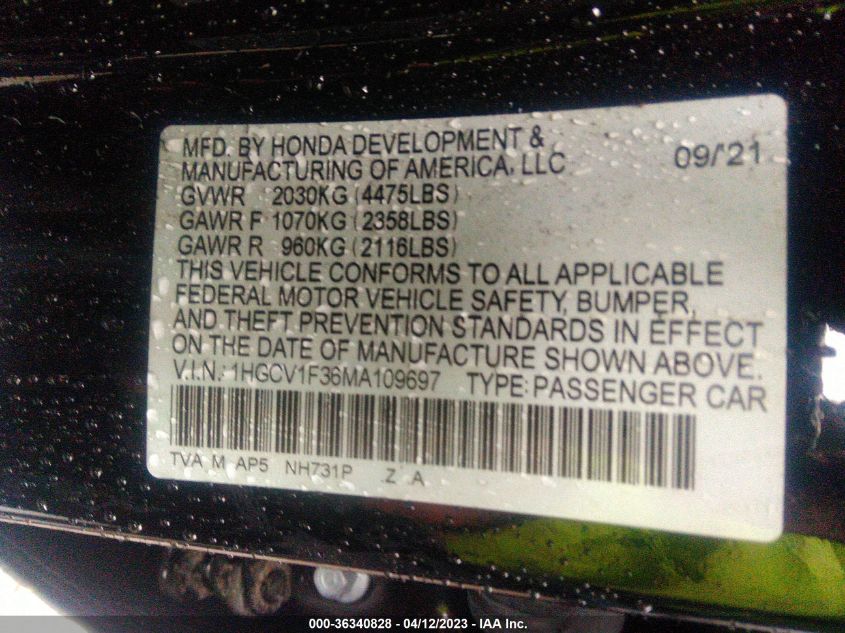 MFD. BY HONDA DEVELOPMENT &
MANUFACTURING OF AMERICA, LLC 09/'21
GVWR 2030KG (4475LBS)
GAWR F 1070KG (2358LBS)
GAWR R 960KG (2116LBS)
THIS VEHICLE CONFORMS TO ALL APPLICABLE
FEDERAL MOTOR VEHICLE SAFETY, BUMPER,
AND THEFT PREVENTION STANDARDS IN EFFECT
ON THE DATE OF MANUFACTURE SHOWN ABOVE.
V.I.N.: 1HGCV1F36MA109697 TYPE: PASSENGER CAR
TVA M AP5 NH731P Z A
000-36340828 - 04/12/2023 - IAA Inc.